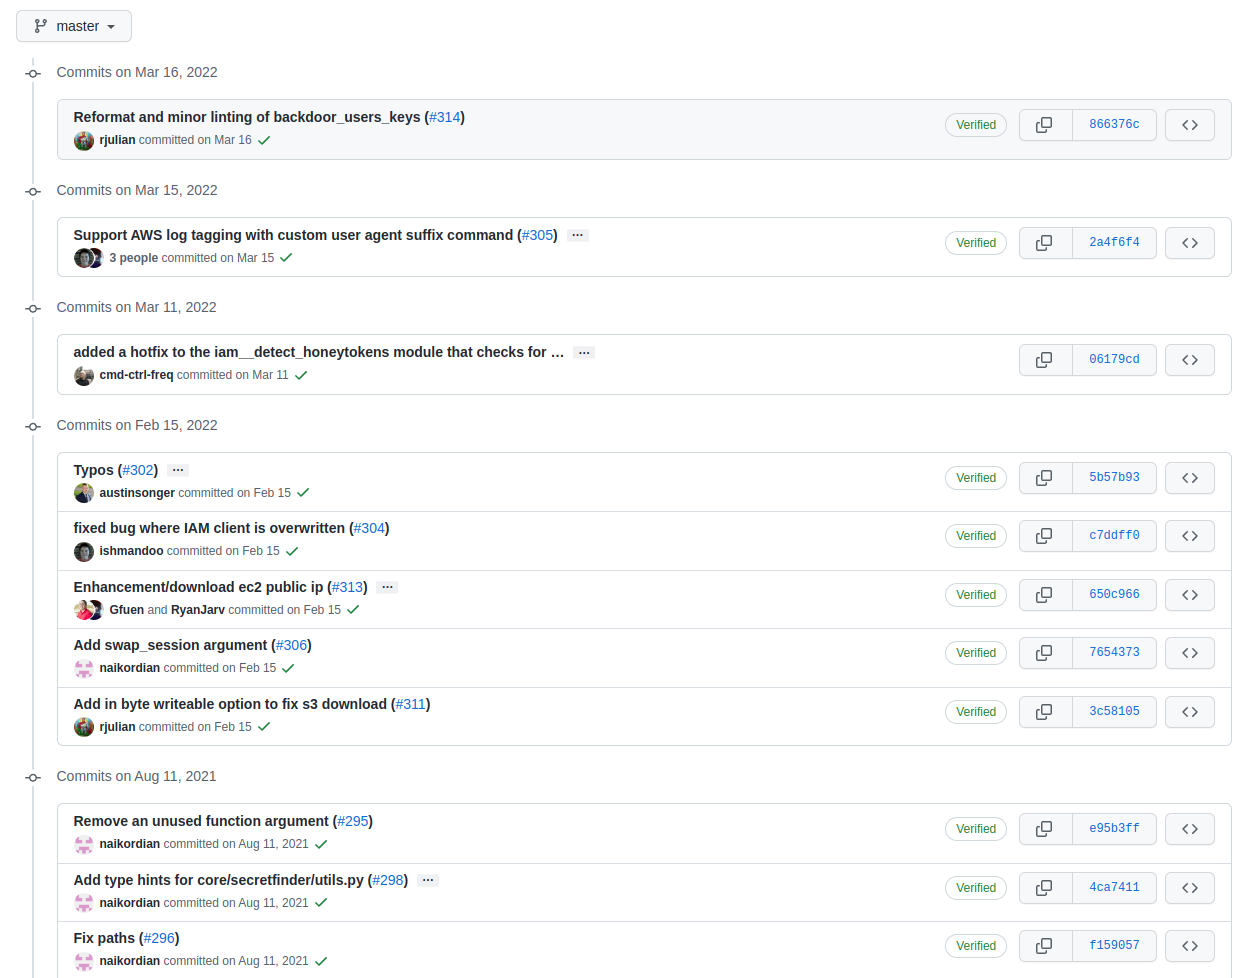 master
Commits on Mar 16, 2022
Reformat and minor linting of backdoor_users_keys (#314)
Verified
866376c
rjulian committed on Mar 16
Commits on Mar 15, 2022
Support AWS log tagging with custom user agent suffix command (#305) ...
Verified
2a4f6f4
3 people committed on Mar 15
Commits on Mar 11, 2022
added a hotfix to the iam__detect_honeytokens module that checks for … ...
06179cd
cmd-ctrl-freq committed on Mar 11
Commits on Feb 15, 2022
Typos (#302) ...
Verified
5b57b93
austinsonger committed on Feb 15
fixed bug where IAM client is overwritten (#304)
Verified
c7ddff0
ishmandoo committed on Feb 15
Enhancement/download ec2 public ip (#313) ...
Verified
650c966
Gfuen and RyanJarv committed on Feb 15
Add swap_session argument (#306)
Verified
7654373
naikordian committed on Feb 15
Add in byte writeable option to fix s3 download (#311)
Verified
3c58105
rjulian committed on Feb 15
Commits on Aug 11, 2021
Remove an unused function argument (#295)
Verified
e95b3ff
naikordian committed on Aug 11, 2021
Add type hints for core/secretfinder/utils.py (#298) ...
Verified
4ca7411
naikordian committed on Aug 11, 2021
Fix paths (#296)
Verified
f159057
naikordian committed on Aug 11, 2021